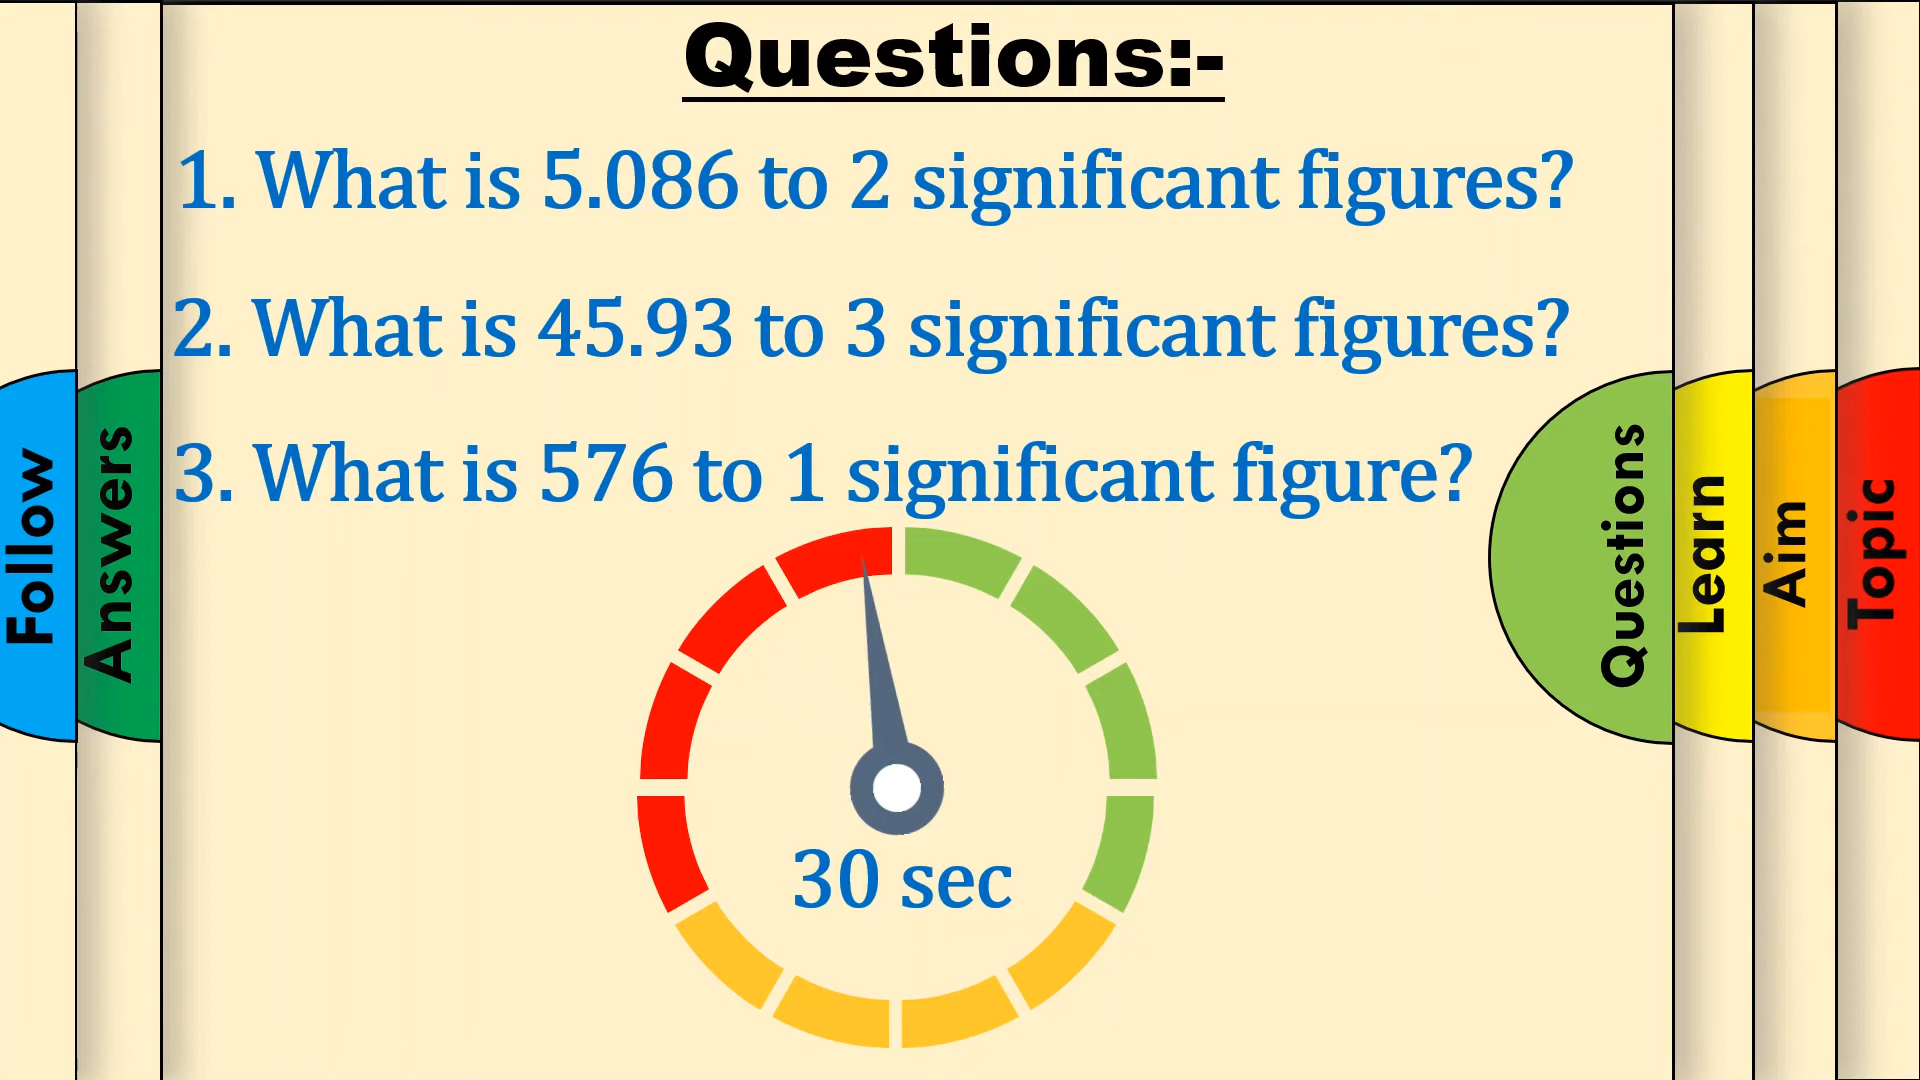 Questions:-
1. What is 5.086 to 2 significant figures?
2. What is 45.93 to 3 significant figures?
3. What is 576 to 1 significant figure?
30 sec
Follow
Answers
Questions
Learn
Aim
Topic